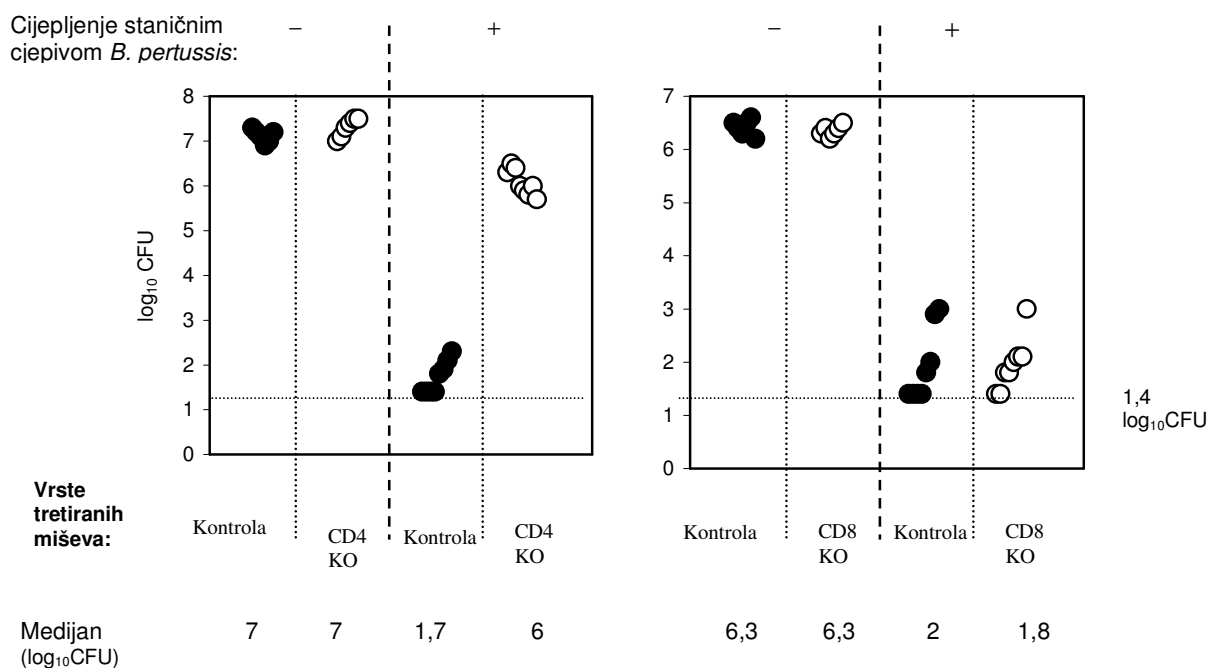 Cijepljenje staničnim
cjepivom B. pertussis:
− + − +
log₁₀ CFU
8
7
6
5
4
3
2
1
0
7
6
5
4
3
2
1
0
1,4
log₁₀CFU
Vrste
tretiranih
miševa:
Kontrola CD4 KO Kontrola CD4 KO
Kontrola CD8 KO Kontrola CD8 KO
Medijan
(log₁₀CFU)
7 7 1,7 6 6,3 6,3 2 1,8